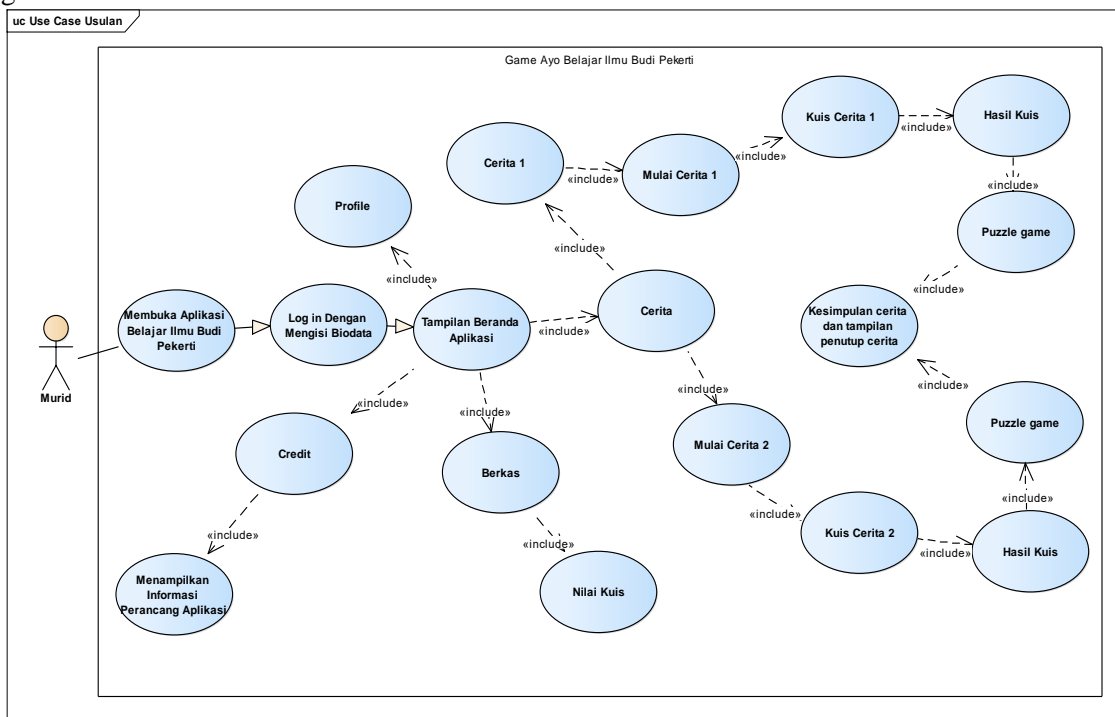 g
uc Use Case Usulan
Game Ayo Belajar Ilmu Budi Pekerti
Murid
Membuka Aplikasi
Belajar Ilmu Budi
Pekerti
Log in Dengan
Mengisi Biodata
Tampilan Beranda
Aplikasi
Profile
«include»
Credit
«include»
Menampilkan
Informasi
Perancang Aplikasi
«include»
Berkas
«include»
Nilai Kuis
«include»
Cerita
«include»
Cerita 1
«include»
Mulai Cerita 1
«include»
Kuis Cerita 1
«include»
Hasil Kuis
«include»
Puzzle game
«include»
Kesimpulan cerita
dan tampilan
penutup cerita
«include»
Mulai Cerita 2
«include»
Kuis Cerita 2
«include»
Hasil Kuis
«include»
Puzzle game
«include»
«include»